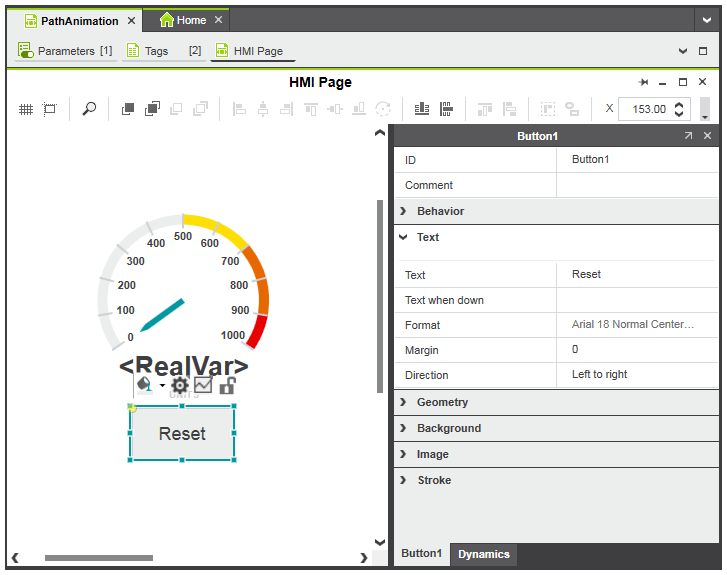 PathAnimation Home
Parameters [1] Tags [2] HMI Page
HMI Page
X 153.00
Button1
ID Button1
Comment
Behavior
Text
Text Reset
Text when down
Format Arial 18 Normal Center...
Margin 0
Direction Left to right
Geometry
Background
Image
Stroke
Button1 Dynamics
500
400 600
300 700
200 800
100 900
0 1000
<RealVar>
Reset